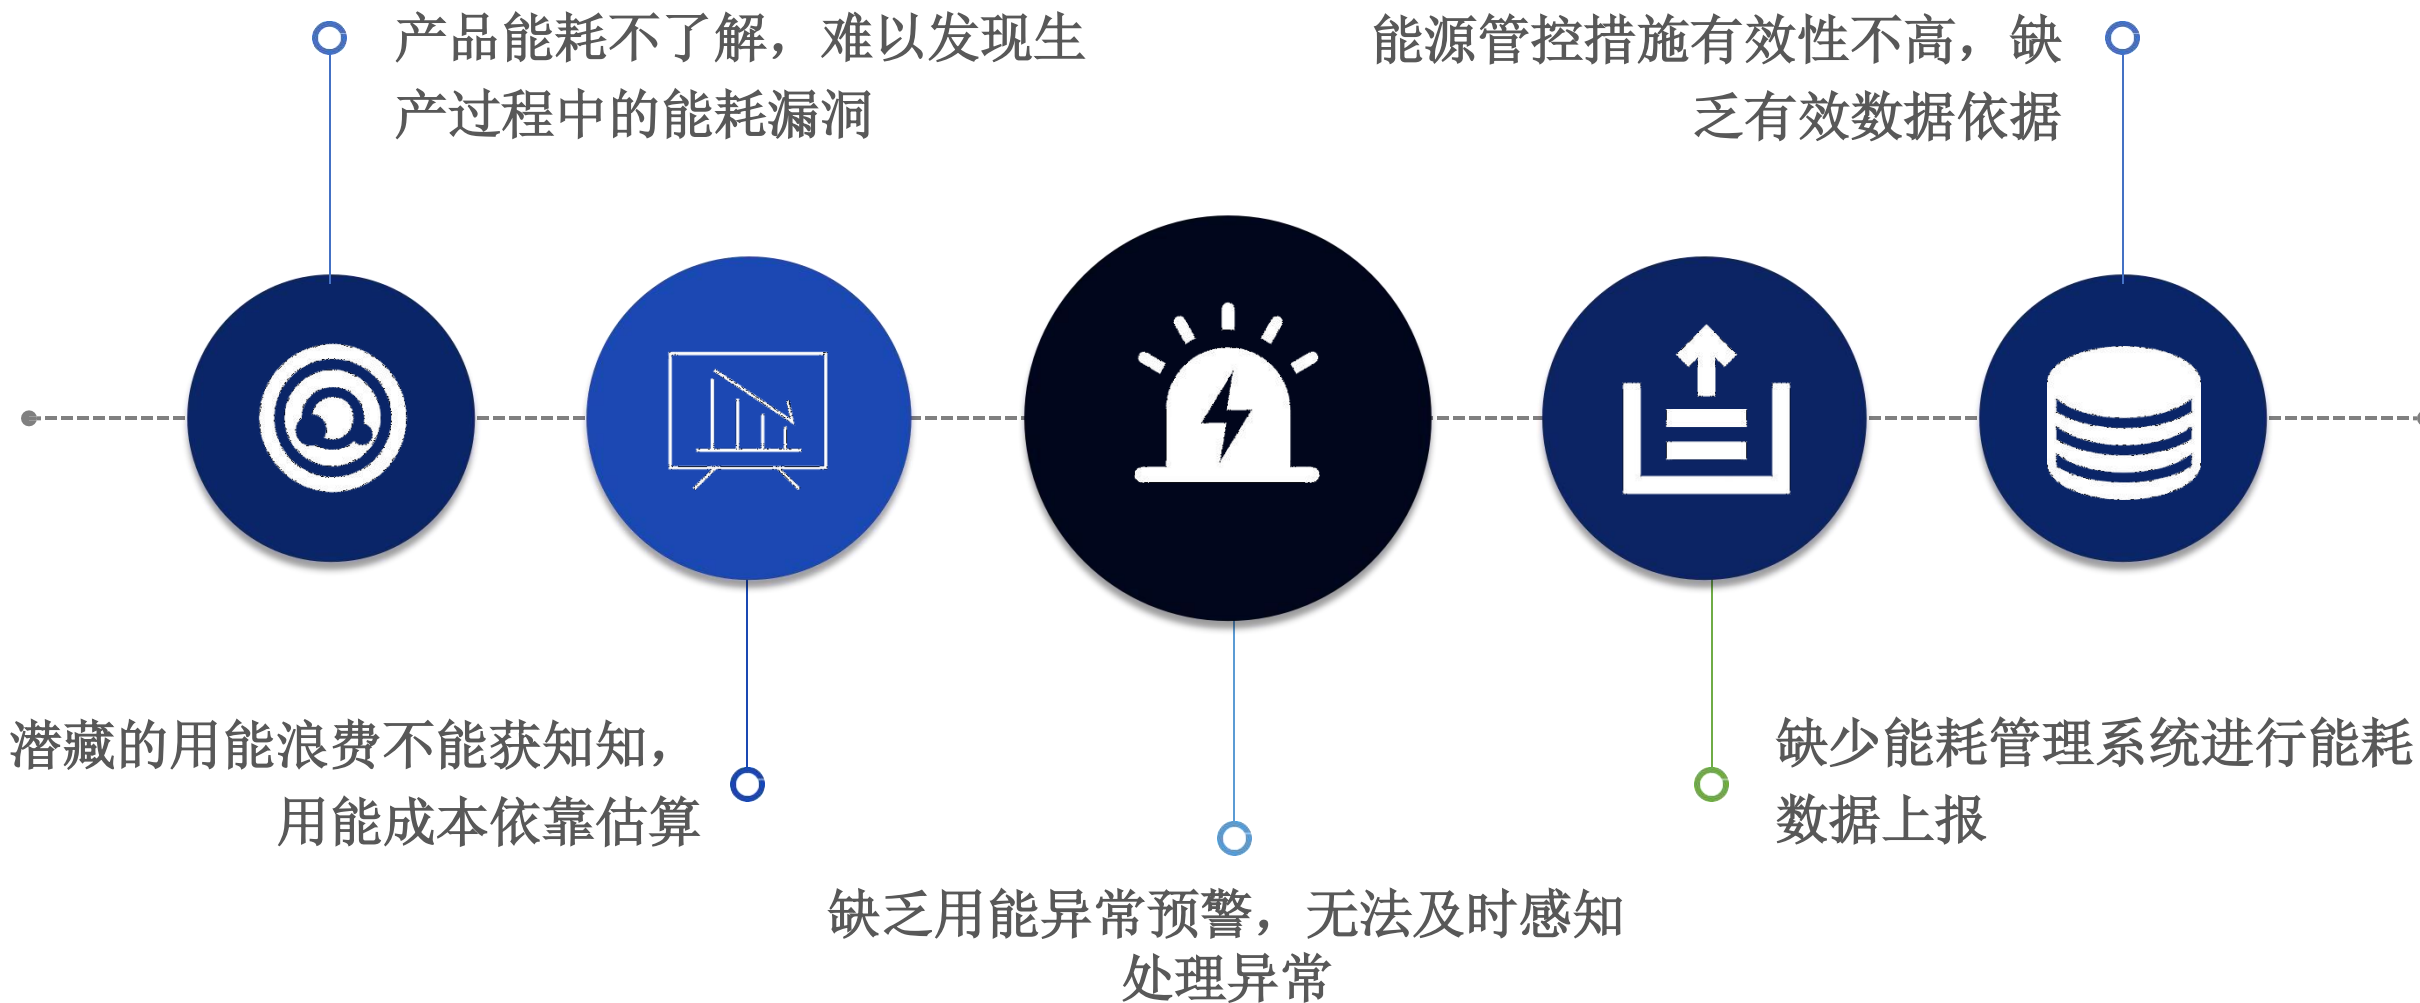 产品能耗不了解，难以发现生
产过程中的能耗漏洞
能源管控措施有效性不高，缺
乏有效数据依据
潜藏的用能浪费不能获知知，
用能成本依靠估算
缺少能耗管理系统进行能耗
数据上报
缺乏用能异常预警，无法及时感知
处理异常